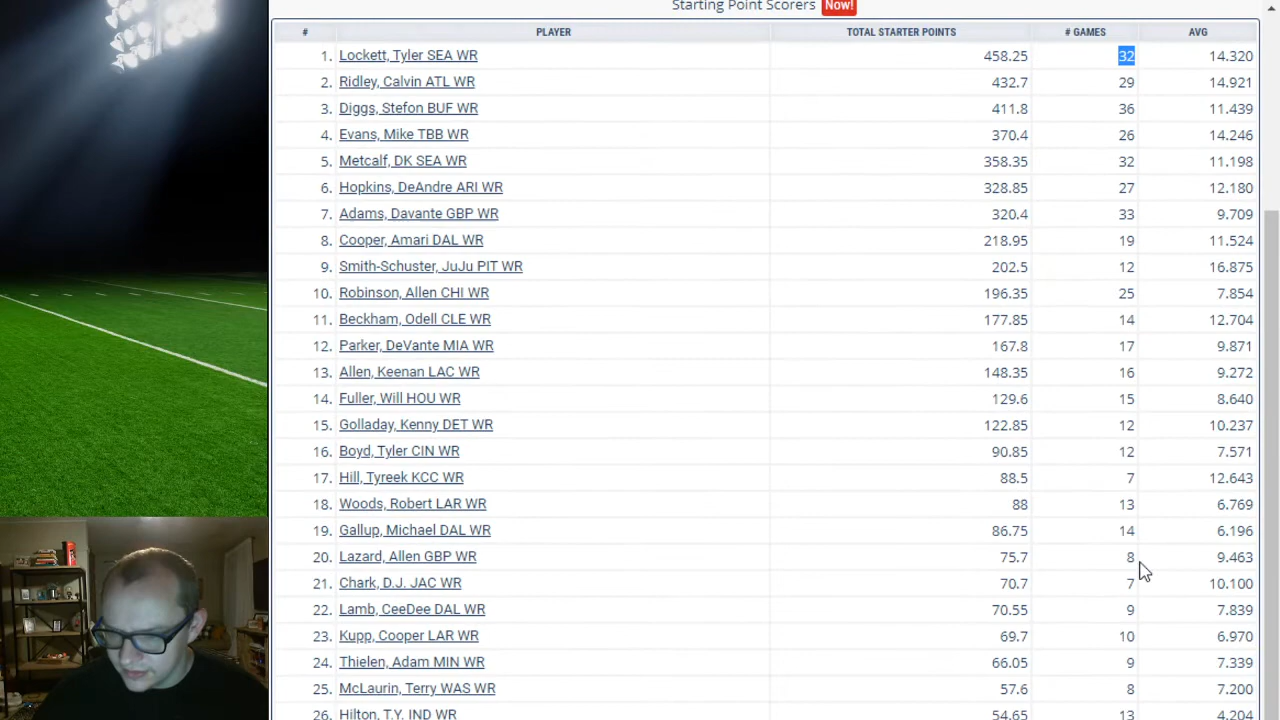 Starting Point Scorers Now!
# PLAYER TOTAL STARTER POINTS # GAMES AVG
1. Lockett, Tyler SEA WR 458.25 32 14.320
2. Ridley, Calvin ATL WR 432.7 29 14.921
3. Diggs, Stefon BUF WR 411.8 36 11.439
4. Evans, Mike TBB WR 370.4 26 14.246
5. Metcalf, DK SEA WR 358.35 32 11.198
6. Hopkins, DeAndre ARI WR 328.85 27 12.180
7. Adams, Davante GBP WR 320.4 33 9.709
8. Cooper, Amari DAL WR 218.95 19 11.524
9. Smith-Schuster, JuJu PIT WR 202.5 12 16.875
10. Robinson, Allen CHI WR 196.35 25 7.854
11. Beckham, Odell CLE WR 177.85 14 12.704
12. Parker, DeVante MIA WR 167.8 17 9.871
13. Allen, Keenan LAC WR 148.35 16 9.272
14. Fuller, Will HOU WR 129.6 15 8.640
15. Golladay, Kenny DET WR 122.85 12 10.237
16. Boyd, Tyler CIN WR 90.85 12 7.571
17. Hill, Tyreek KCC WR 88.5 7 12.643
18. Woods, Robert LAR WR 88 13 6.769
19. Gallup, Michael DAL WR 86.75 14 6.196
20. Lazard, Allen GBP WR 75.7 8 9.463
21. Chark, D.J. JAC WR 70.7 7 10.100
22. Lamb, CeeDee DAL WR 70.55 9 7.839
23. Kupp, Cooper LAR WR 69.7 10 6.970
24. Thielen, Adam MIN WR 66.05 9 7.339
25. McLaurin, Terry WAS WR 57.6 8 7.200
26. Hilton, T.Y. IND WR 54.65 13 4.204